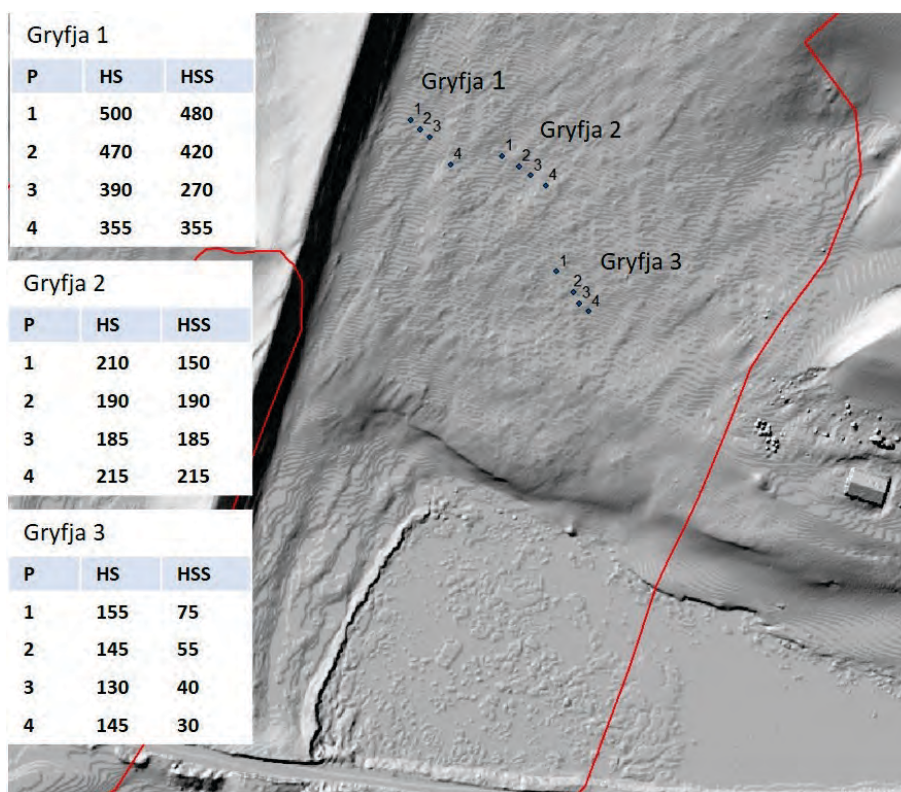 Gryfja 1
P HS HSS
1 500 480
2 470 420
3 390 270
4 355 355
Gryfja 2
P HS HSS
1 210 150
2 190 190
3 185 185
4 215 215
Gryfja 3
P HS HSS
1 155 75
2 145 55
3 130 40
4 145 30
Gryfja 1
1
2
3
4
Gryfja 2
1
2
3
4
Gryfja 3
1
2
3
4